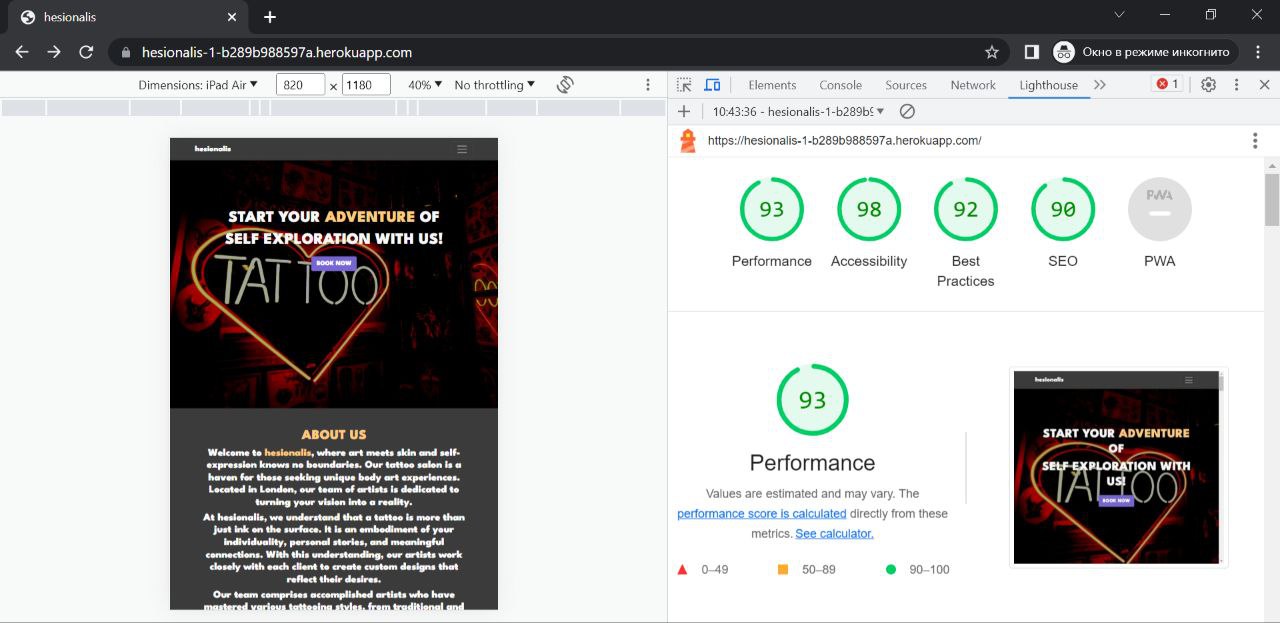 hesionalis
hesionalis-1-b289b988597a.herokuapp.com
Окно в режиме инкогнито
Dimensions: iPad Air
820 x 1180
40%
No throttling
Elements
Console
Sources
Network
Lighthouse
1
10:43:36 - hesionalis-1-b289b
https://hesionalis-1-b289b988597a.herokuapp.com/
hesionalis
START YOUR ADVENTURE OF
SELF EXPLORATION WITH US!
BOOK NOW
TATTOO
ABOUT US
Welcome to hesionalis, where art meets skin and self-
expression knows no boundaries. Our tattoo salon is a
haven for those seeking unique body art experiences.
Located in London, our team of artists is dedicated to
turning your vision into a reality.
At hesionalis, we understand that a tattoo is more than
just ink on the surface. It is an embodiment of your
individuality, personal stories, and meaningful
connections. With this understanding, our artists work
closely with each client to create custom designs that
reflect their desires.
Our team comprises accomplished artists who have
mastered various tattooing styles, from traditional and
93
98
92
90
PWA
Performance
Accessibility
Best
Practices
SEO
PWA
93
Performance
Values are estimated and may vary. The
performance score is calculated directly from these
metrics. See calculator.
0–49
50–89
90–100
hesionalis
START YOUR ADVENTURE
OF
SELF EXPLORATION WITH
US!
BOOK NOW
TATTOO